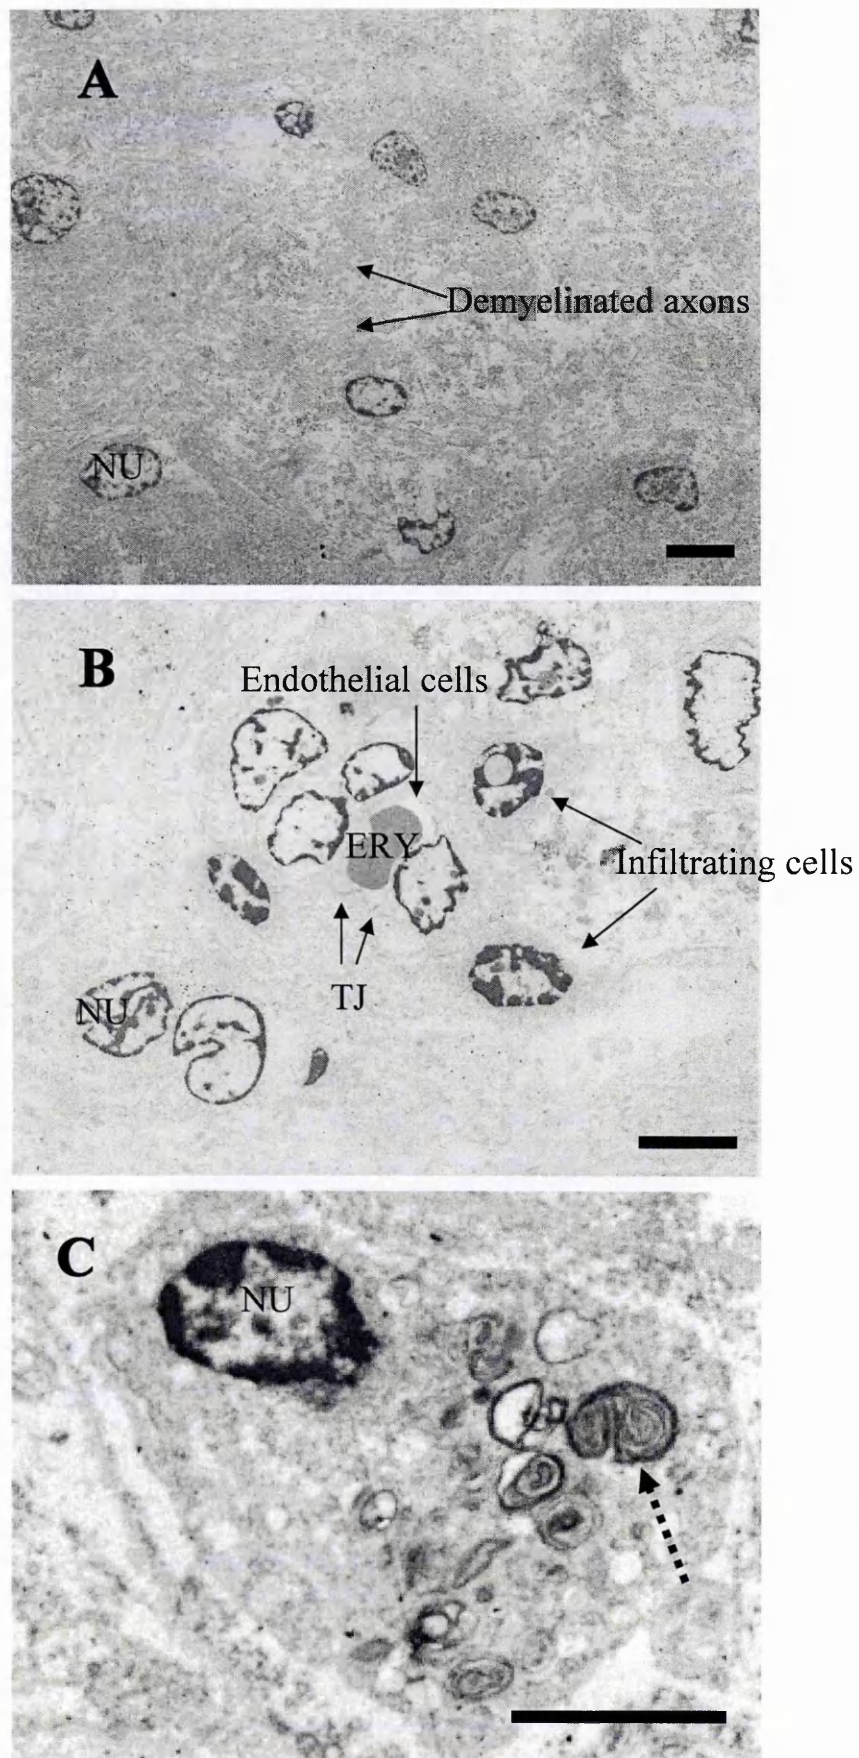 A
Demyelinated axons
NU
B
Endothelial cells
ERY
Infiltrating cells
TJ
NU
C
NU